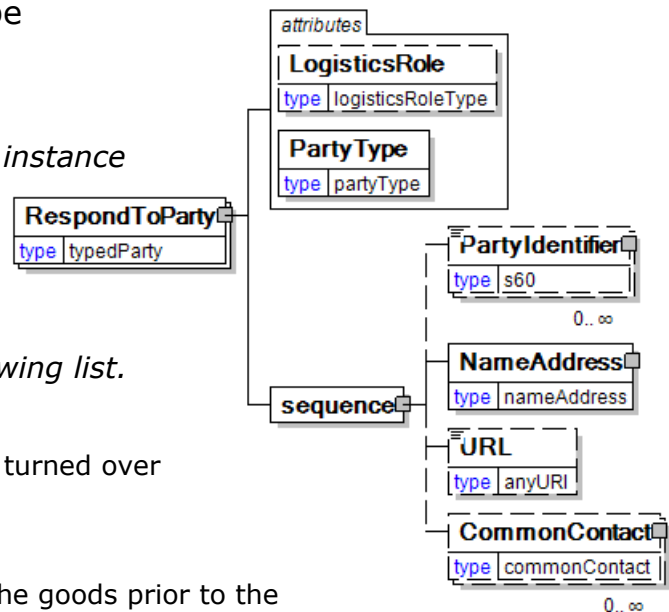 pe
instance
wing list.
turned over
he goods prior to the
attributes
LogisticsRole
type logisticsRoleType
PartyType
type partyType
RespondToParty
type typedParty
PartyIdentifier
type s60
0.. ∞
NameAddress
type nameAddress
sequence
URL
type anyURI
CommonContact
type commonContact
0.. ∞